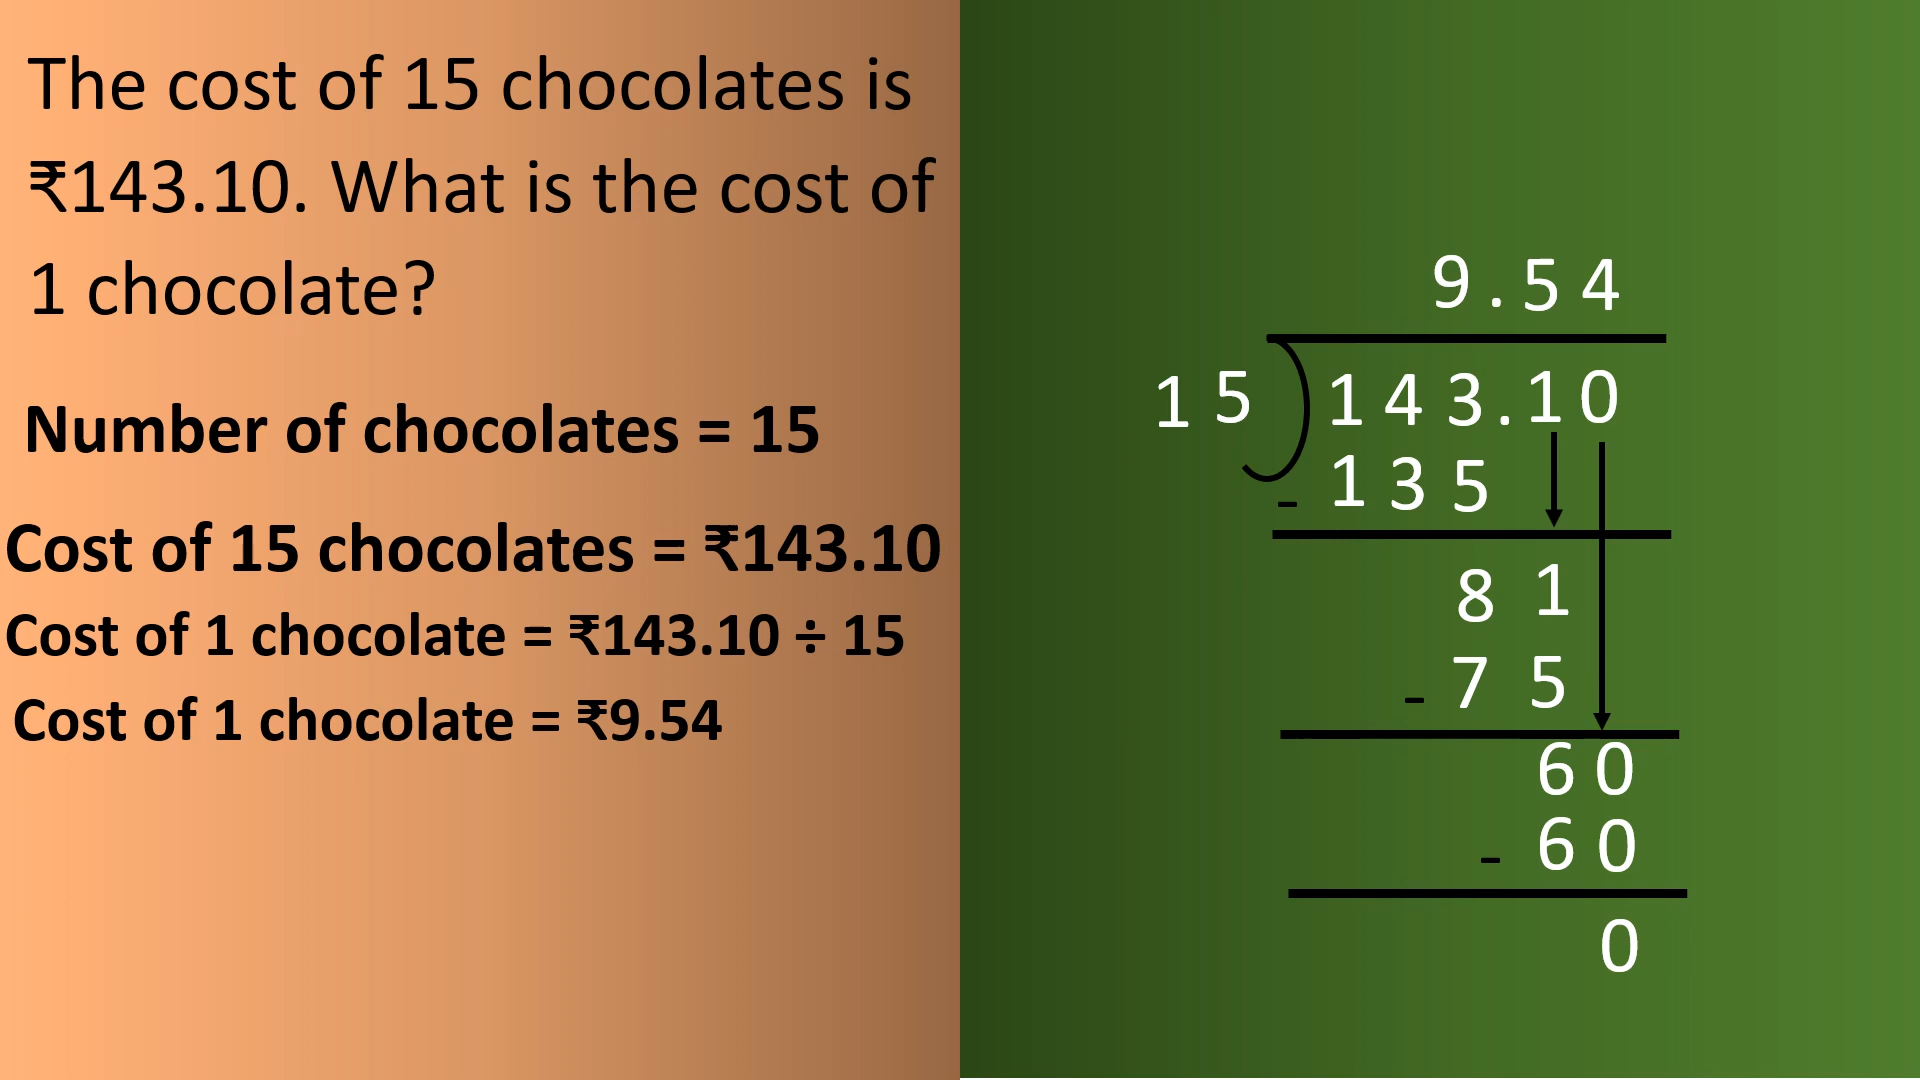 The cost of 15 chocolates is
₹143.10. What is the cost of
1 chocolate?
Number of chocolates = 15
Cost of 15 chocolates = ₹143.10
Cost of 1 chocolate = ₹143.10 ÷ 15
Cost of 1 chocolate = ₹9.54
9.54
15 143.10
- 135
81
- 75
60
- 60
0